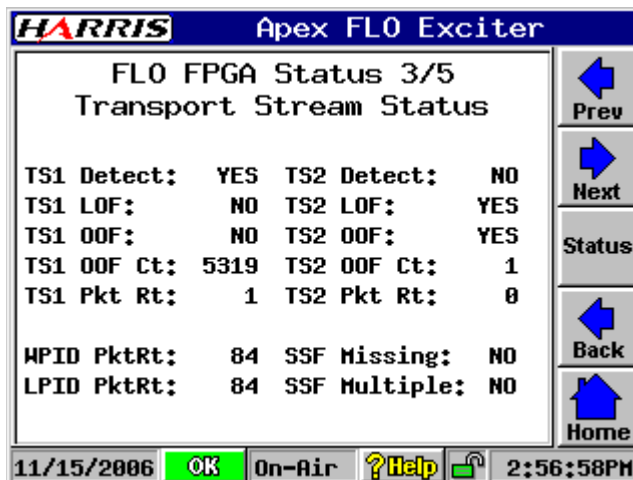 HARRIS Apex FLO Exciter
FLO FPGA Status 3/5
Transport Stream Status
TS1 Detect: YES TS2 Detect: NO
TS1 LOF: NO TS2 LOF: YES
TS1 OOF: NO TS2 OOF: YES
TS1 OOF Ct: 5319 TS2 OOF Ct: 1
TS1 Pkt Rt: 1 TS2 Pkt Rt: 0
WPID PktRt: 84 SSF Missing: NO
LPID PktRt: 84 SSF Multiple: NO
Prev
Next
Status
Back
Home
11/15/2006 OK On-Air ?Help 2:56:58PM